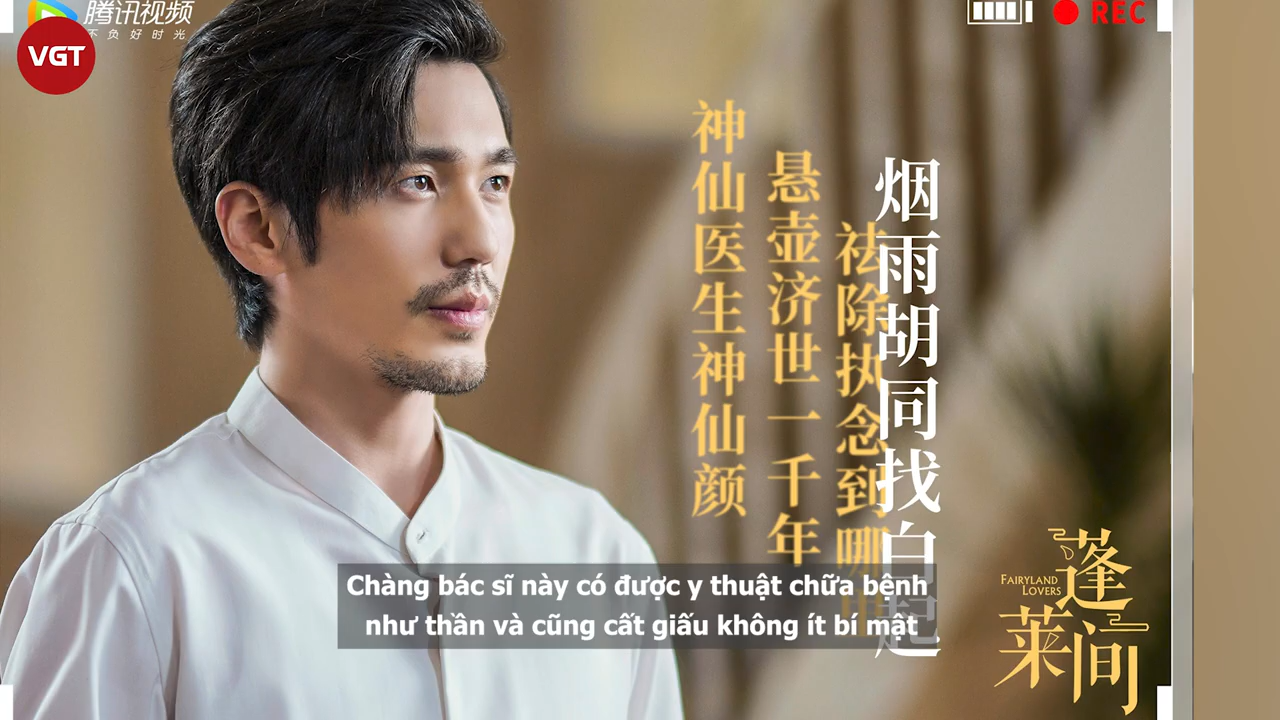 腾讯视频
不负好时光
VGT
REC
神仙医生神仙颜
悬壶济世一千年
祛除执念到哪
烟雨胡同找白起
FAIRYLAND
LOVERS
蓬莱间
Chàng bác sĩ này có được y thuật chữa bệnh
như thần và cũng cất giấu không ít bí mật